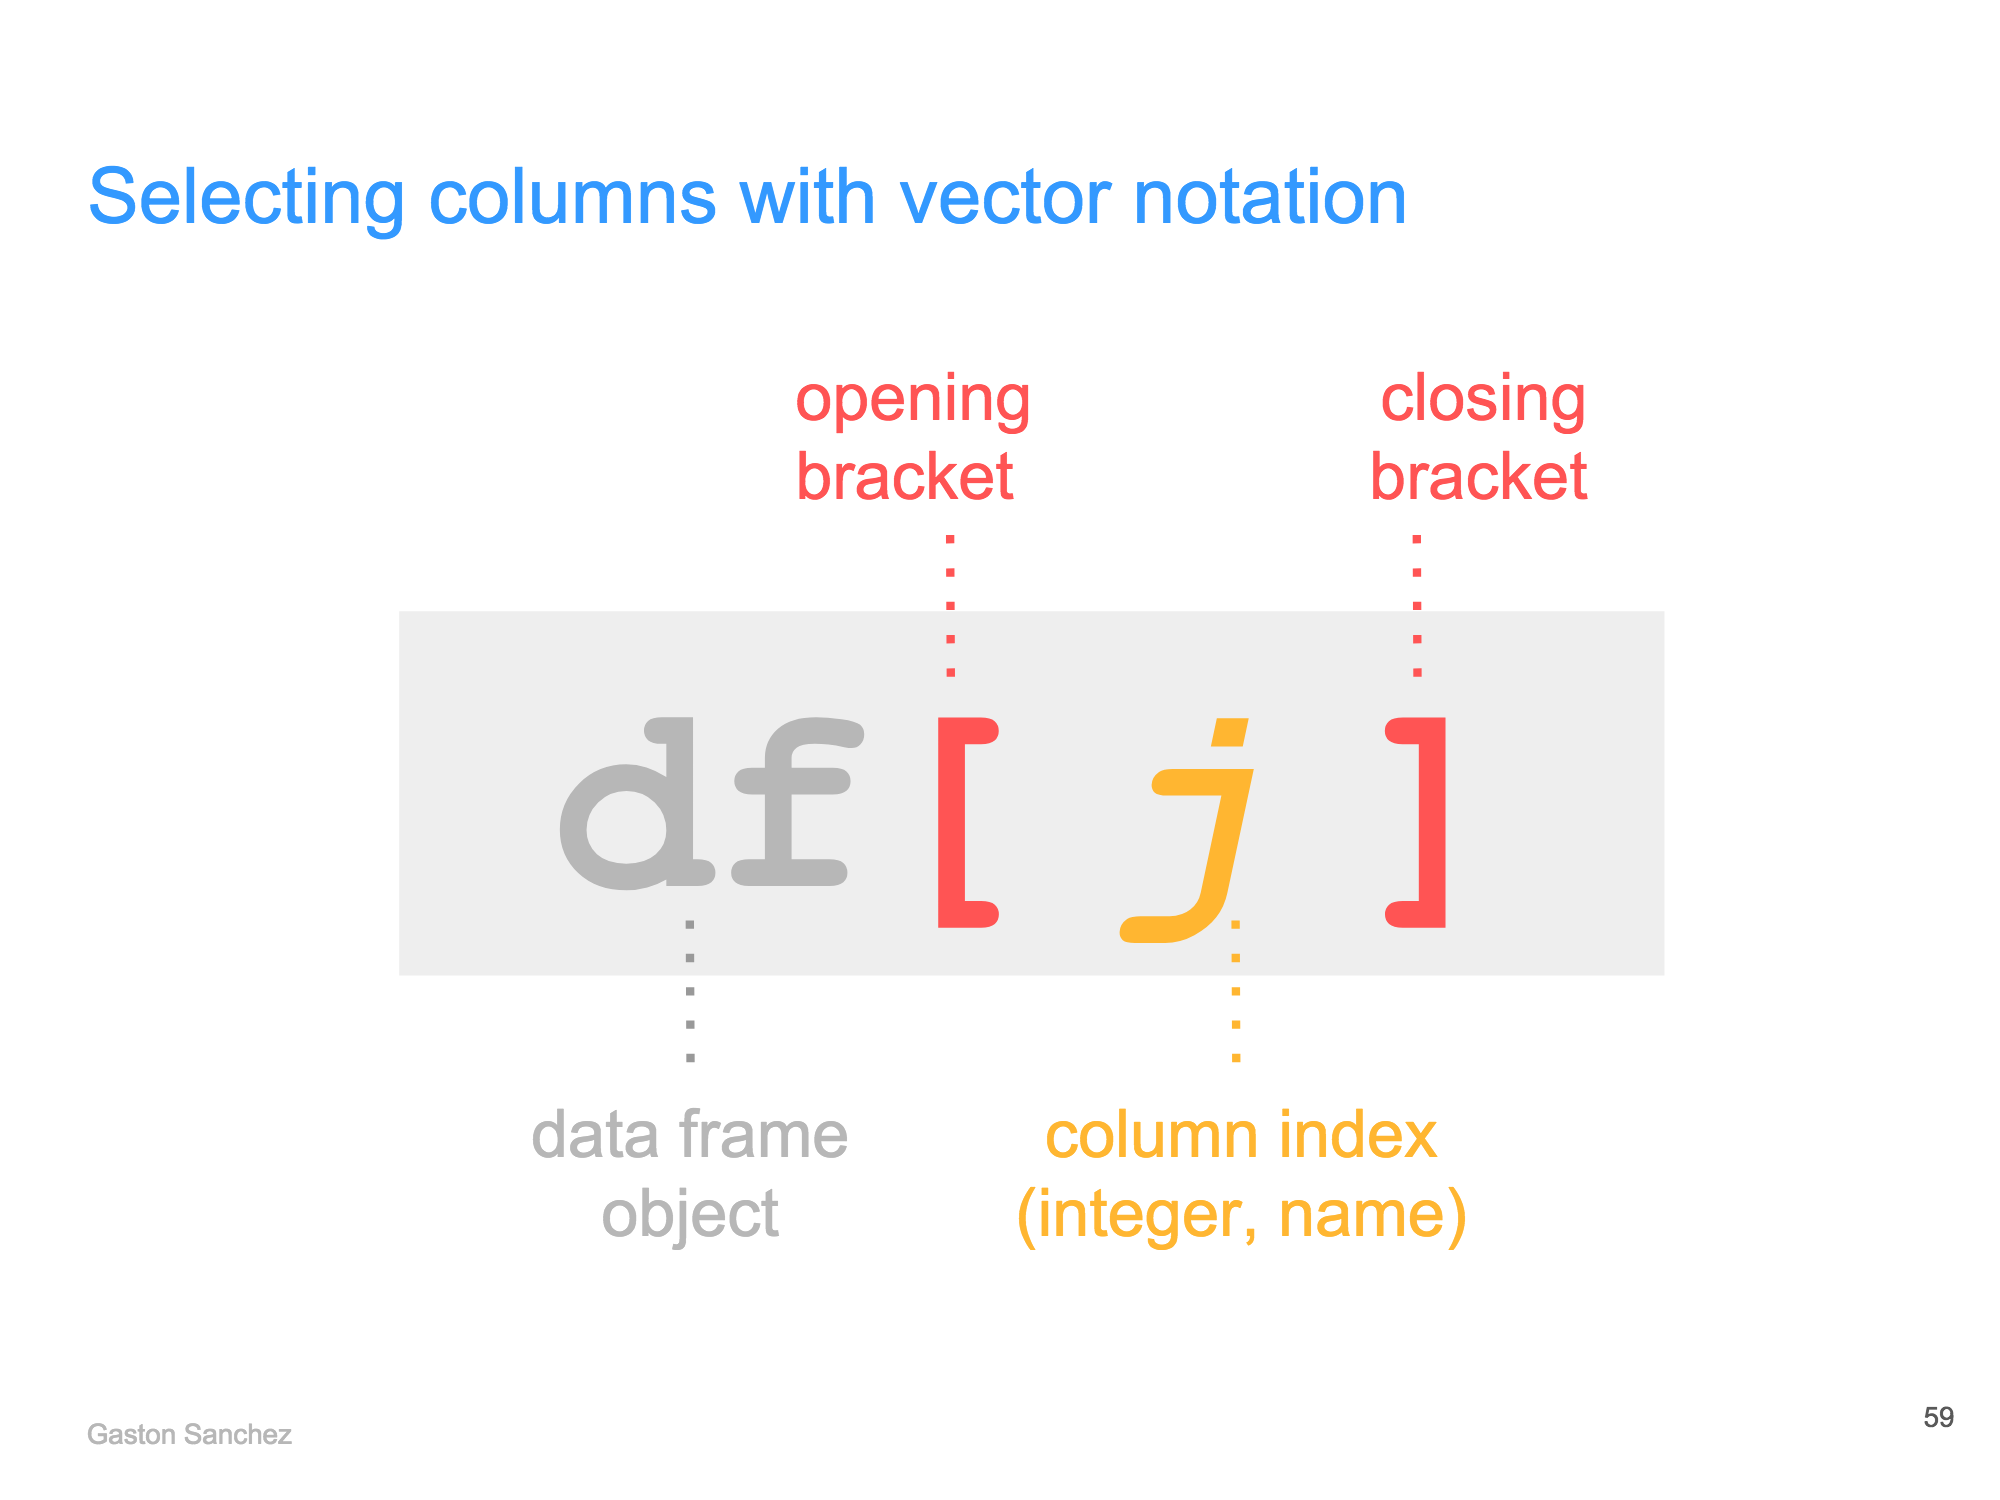 Selecting columns with vector notation
opening
bracket
closing
bracket
df[ j ]
data frame
object
column index
(integer, name)
Gaston Sanchez
59